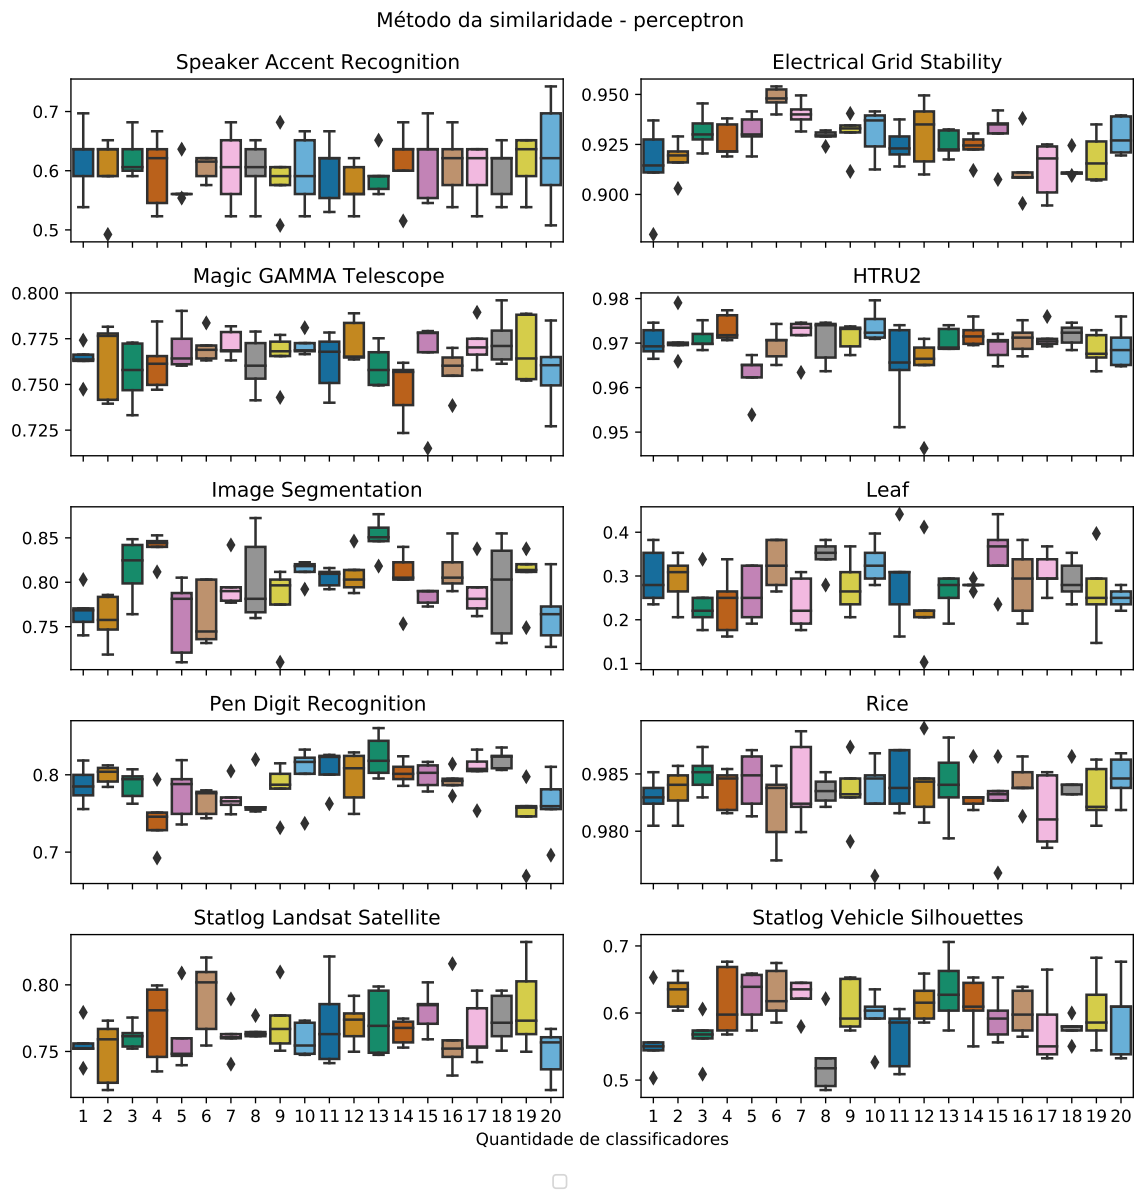 Método da similaridade - perceptron
Speaker Accent Recognition
0.7
0.6
0.5
Electrical Grid Stability
0.950
0.925
0.900
Magic GAMMA Telescope
0.800
0.775
0.750
0.725
HTRU2
0.98
0.97
0.96
0.95
Image Segmentation
0.85
0.80
0.75
Leaf
0.4
0.3
0.2
0.1
Pen Digit Recognition
0.8
0.7
Rice
0.985
0.980
Statlog Landsat Satellite
0.80
0.75
1 2 3 4 5 6 7 8 9 10 11 12 13 14 15 16 17 18 19 20
Statlog Vehicle Silhouettes
0.7
0.6
0.5
1 2 3 4 5 6 7 8 9 10 11 12 13 14 15 16 17 18 19 20
Quantidade de classificadores